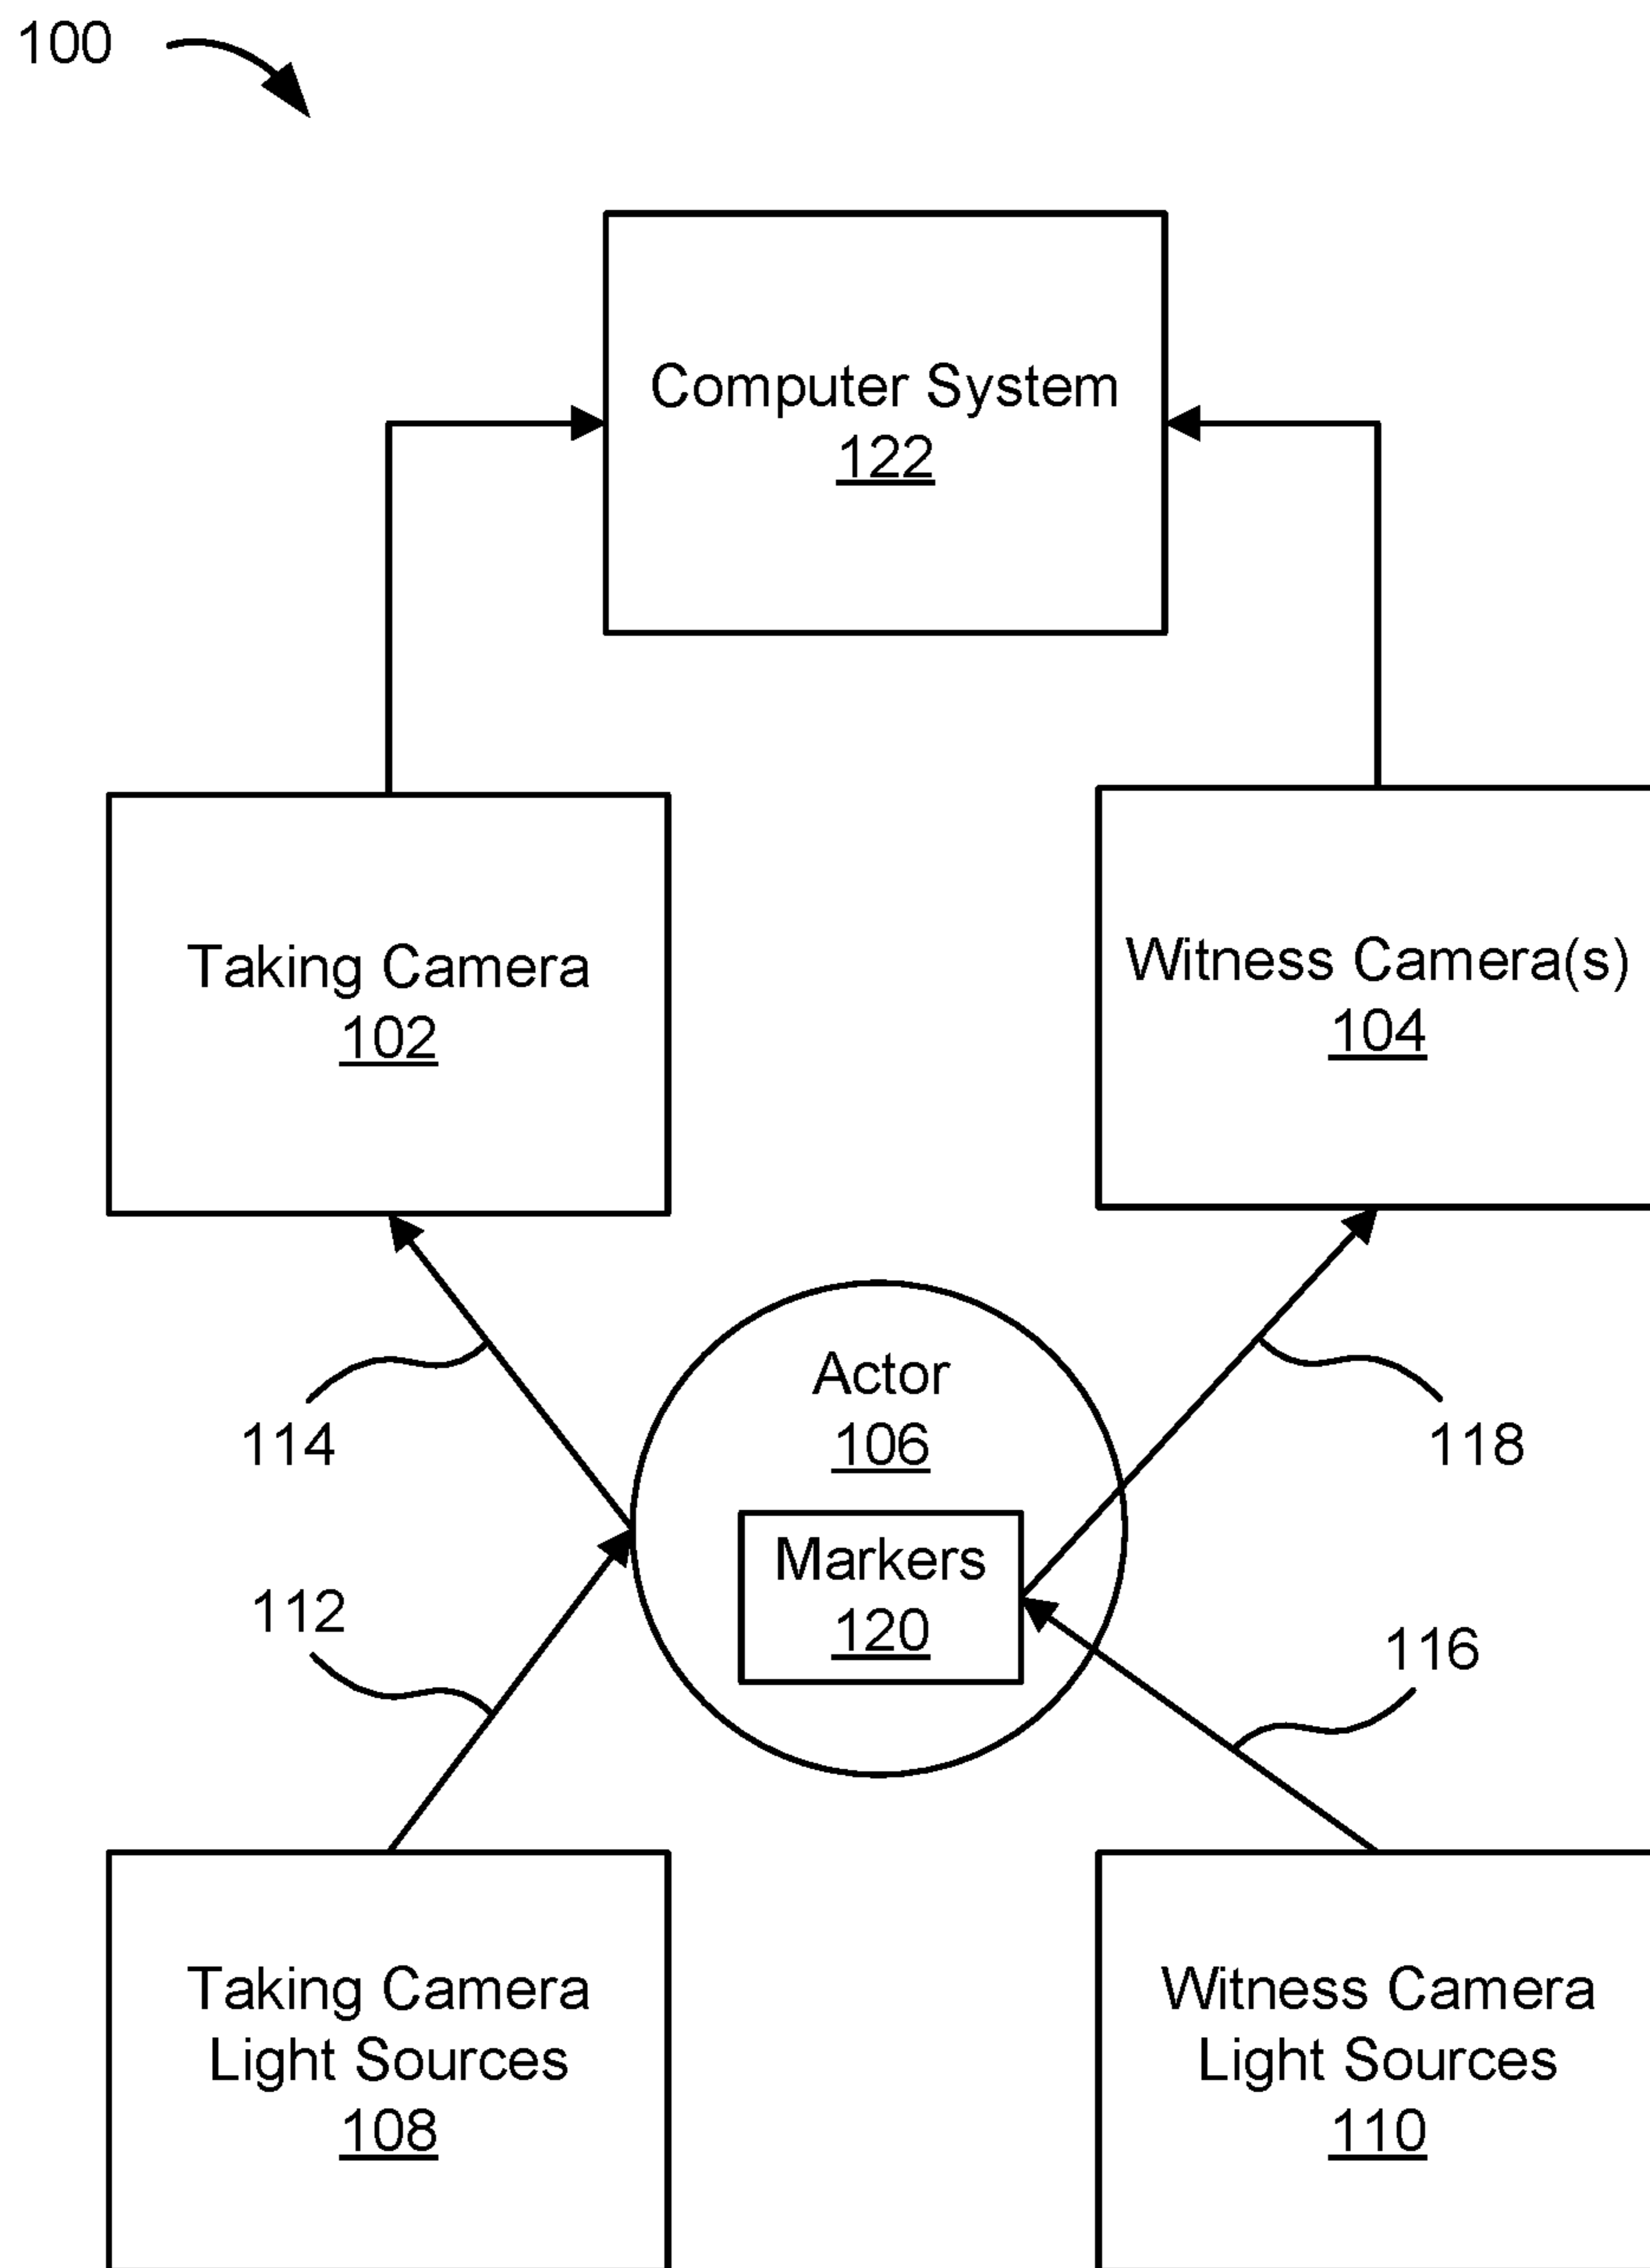 100
Computer System
122
Taking Camera
102
Witness Camera(s)
104
Actor
106
114
118
Markers
120
112
116
Taking Camera
Light Sources
108
Witness Camera
Light Sources
110